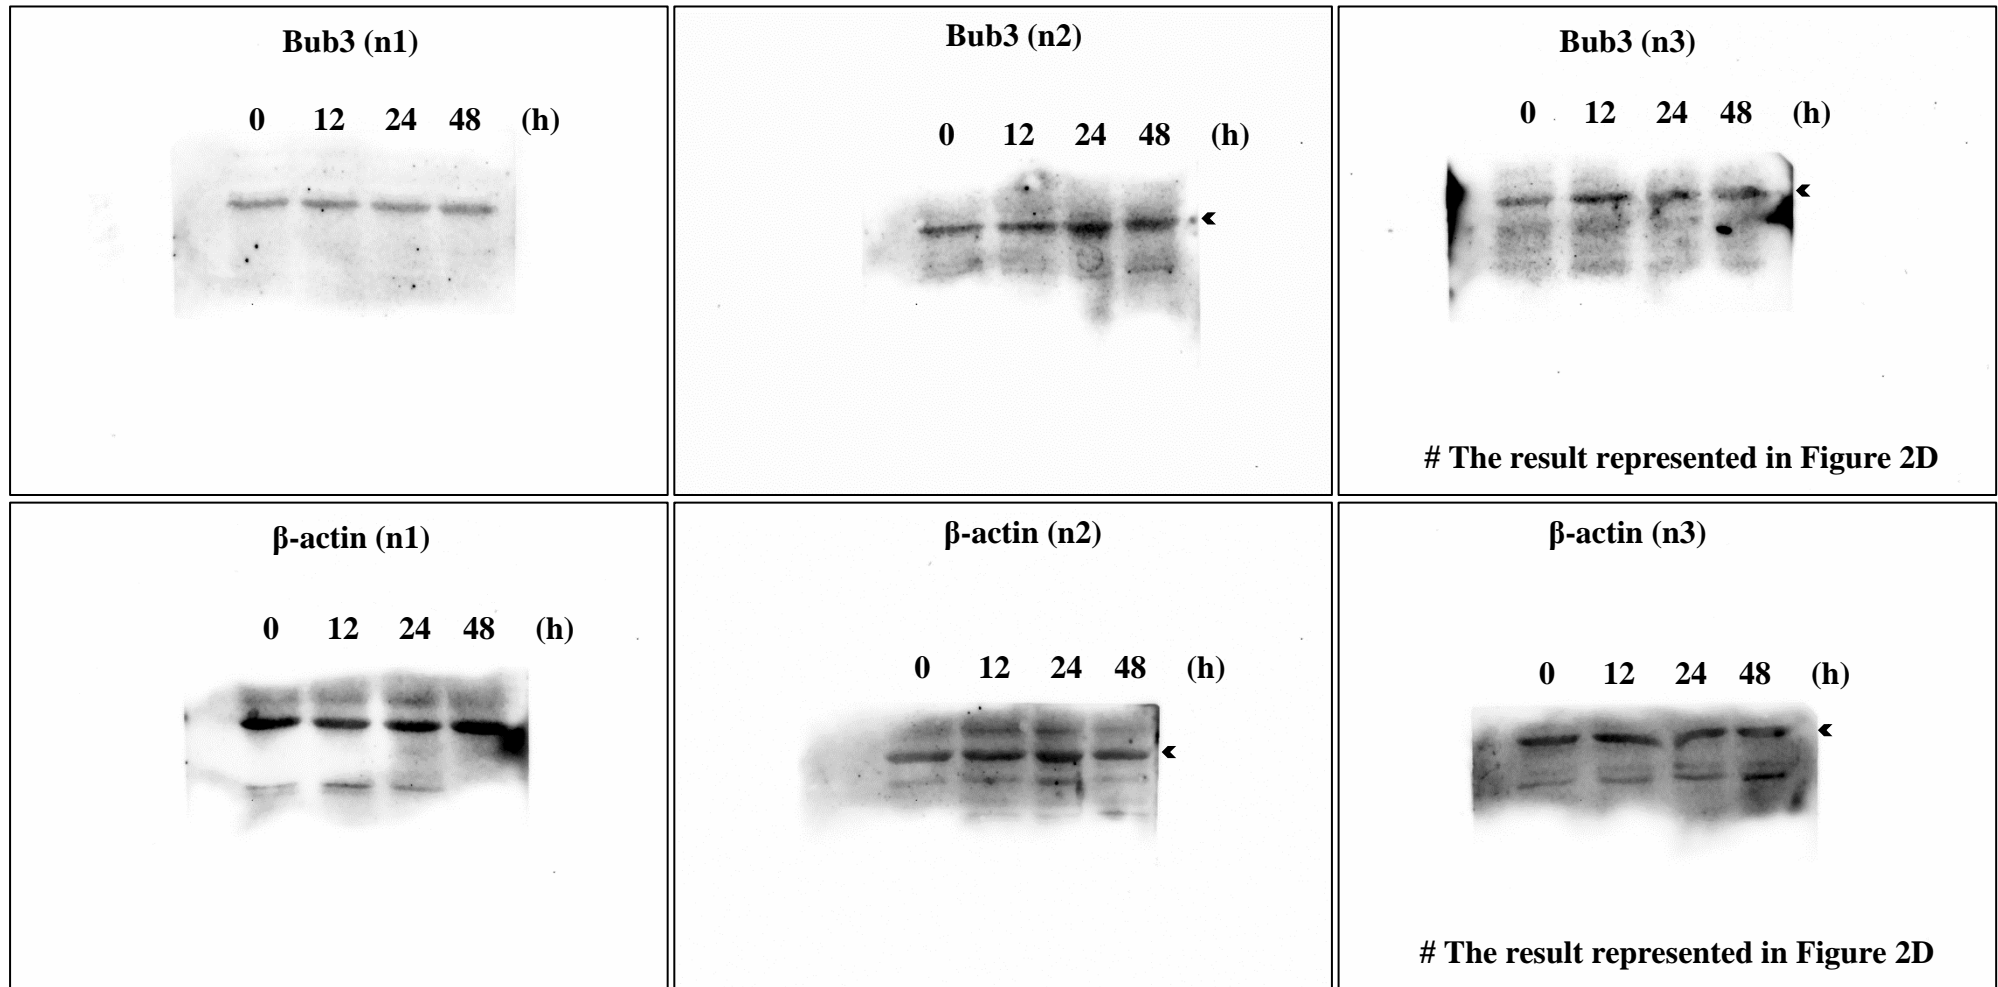 Bub3 (n1)
0 12 24 48 (h)
Bub3 (n2)
0 12 24 48 (h)
Bub3 (n3)
0 12 24 48 (h)
# The result represented in Figure 2D
β-actin (n1)
0 12 24 48 (h)
β-actin (n2)
0 12 24 48 (h)
β-actin (n3)
0 12 24 48 (h)
# The result represented in Figure 2D